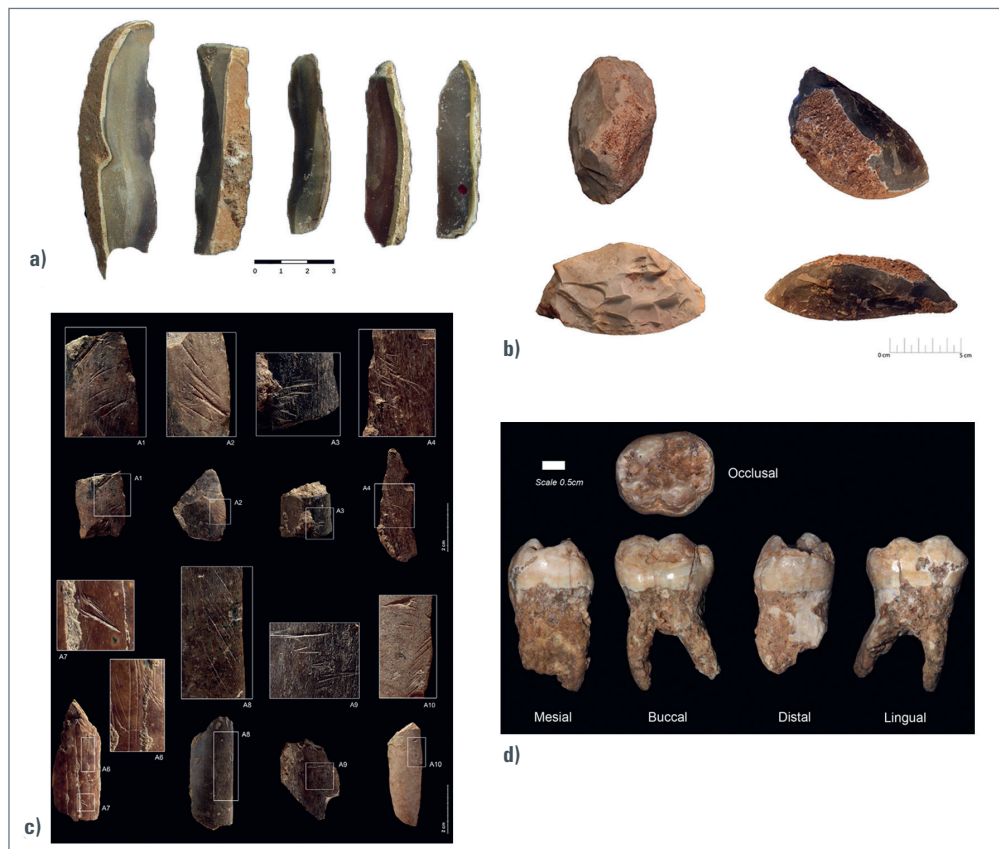 a)
0 1 2 3
b)
0 cm 5 cm
A1
A2
A3
A4
A1
A2
A3
A4
2 cm
A7
A6
A8
A9
A10
A6
A7
A8
A9
A10
2 cm
c)
Scale 0.5cm
Occlusal
Mesial
Buccal
Distal
Lingual
d)